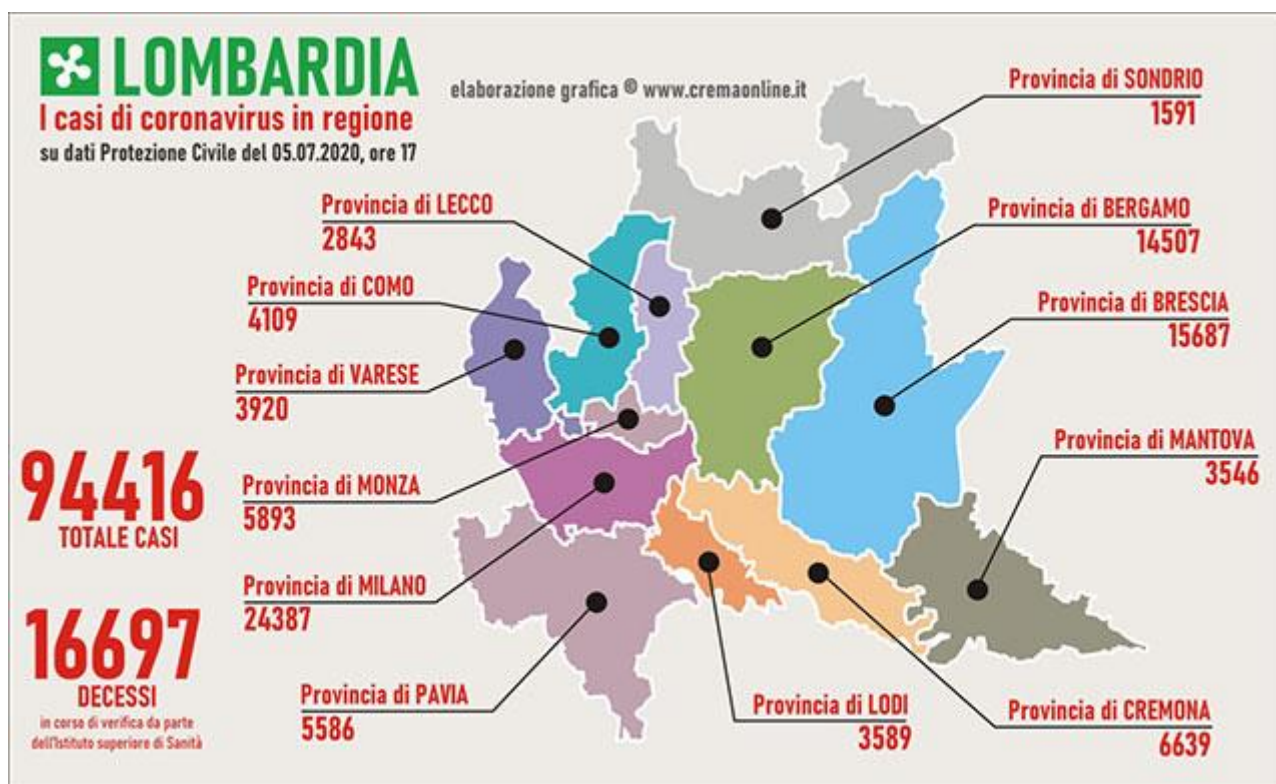 LOMBARDIA
I casi di coronavirus in regione
su dati Protezione Civile del 05.07.2020, ore 17
elaborazione grafica © www.cremaonline.it
Provincia di SONDRIO
1591
Provincia di LECCO
2843
Provincia di BERGAMO
14507
Provincia di COMO
4109
Provincia di BRESCIA
15687
Provincia di VARESE
3920
Provincia di MANTOVA
3546
94416
TOTALE CASI
Provincia di MONZA
5893
Provincia di MILANO
24387
16697
DECESSI
in corso di verifica da parte
dell'Istituto superiore di Sanità
Provincia di PAVIA
5586
Provincia di LODI
3589
Provincia di CREMONA
6639